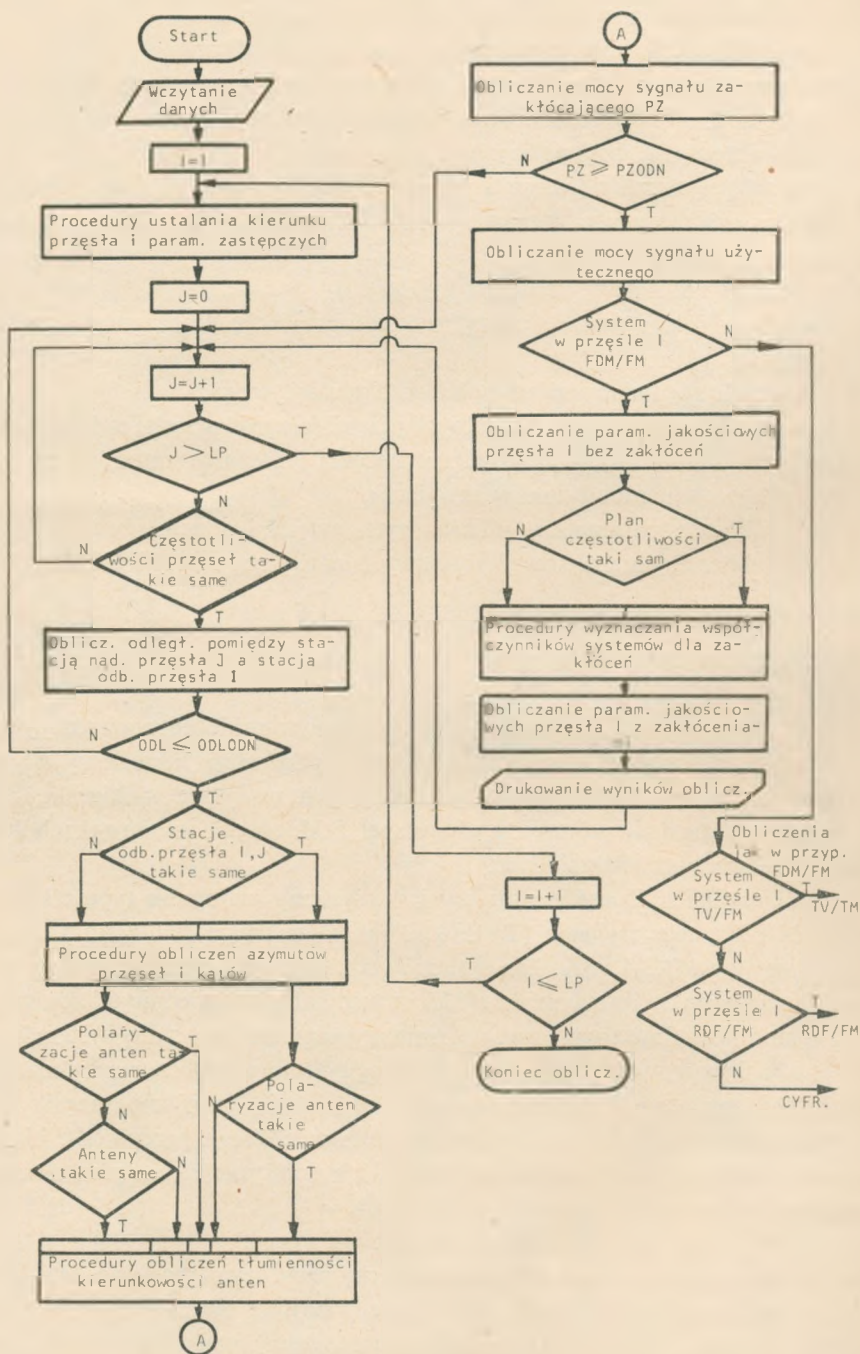 Start
Wczytanie
danych
I=1
Procedury ustalania kierunku
przęsła i param. zastępczych
J=0
J=J+1
J > LP
T
N
Częstotli-
wości przęseł ta-
kie same
N
T
Oblicz. odległ. pomiędzy sta-
cją nad. przęsła J a stacją
odb. przęsła I
ODL ≤ ODLODN
N
T
Stacje
odb.przęsła I,J
takie same
N
T
Procedury obliczeń azymutów
przęseł i kątów
Polary-
zacje anten ta-
kie same
T
N
Anteny
takie same
N
T
Pola-
ryzacje anten
takie
same
N
T
Procedury obliczeń tłumienności
kierunkowości anten
A
A
Obliczanie mocy sygnału za-
kłócającego PZ
PZ ≥ PZODN
N
T
Obliczanie mocy sygnału uży-
tecznego
System
w przęśle I
FDM/FM
N
T
Obliczanie param. jakościowych
przęsła I bez zakłóceń
Plan
częstotliwości
taki sam
N
T
Procedury wyznaczania współ-
czynników systemów dla za-
kłóceń
Obliczanie param. jakościo-
wych przęsła I z zakłócenia-
Drukowanie wyników oblicz.
I=I+1
I ≤ LP
T
N
Koniec oblicz.
Obliczenia
jak w przyp.
FDM/FM
System
w przęśle I
TV/FM
T
TV/TM
N
System
w przęśle I
RDF/FM
T
RDF/FM
N
CYFR.